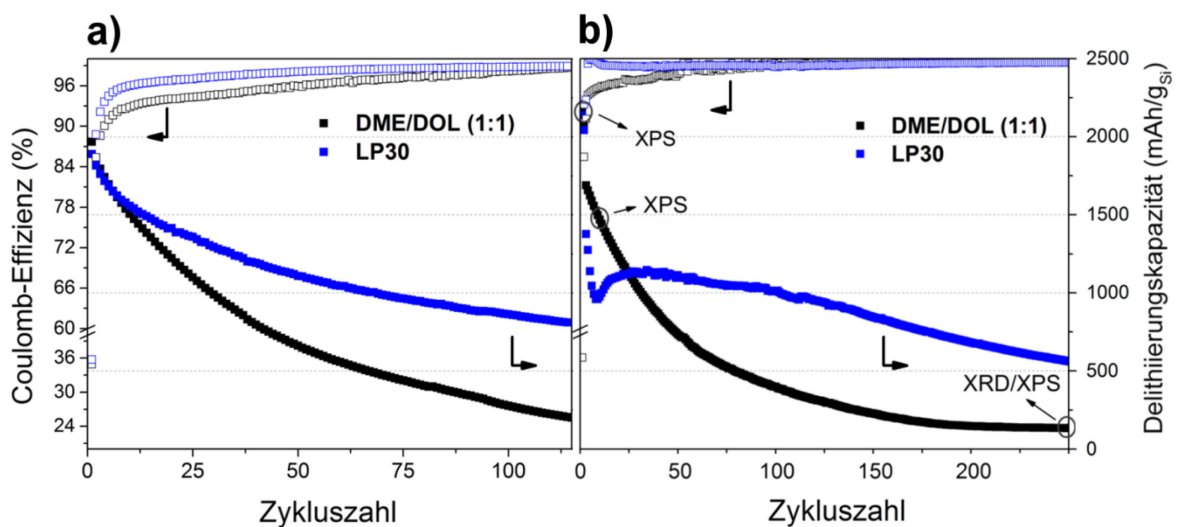 a)
b)
96
90
84
78
72
66
60
36
30
24
Coulomb-Effizienz (%)
DME/DOL (1:1)
LP30
0
25
50
75
100
Zykluszahl
XPS
DME/DOL (1:1)
LP30
XPS
XRD/XPS
0
50
100
150
200
Zykluszahl
2500
2000
1500
1000
500
0
Delithiierungskapazität (mAh/gSi)